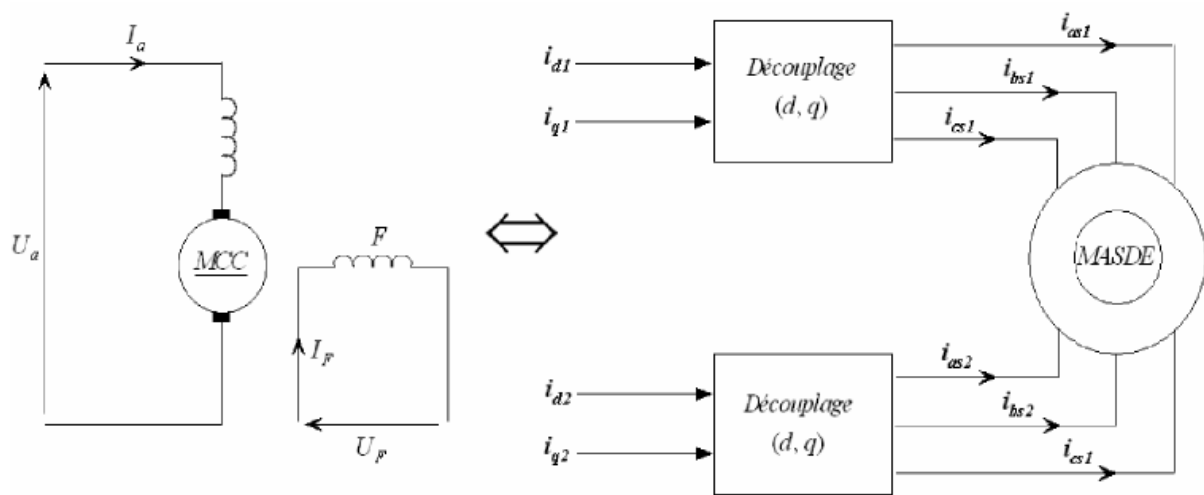 I_a
U_a
MCC
F
I_F
U_F
i_d1
i_q1
Découplage
(d, q)
i_as1
i_bs1
i_cs1
MASDE
i_d2
i_q2
Découplage
(d, q)
i_as2
i_bs2
i_cs1